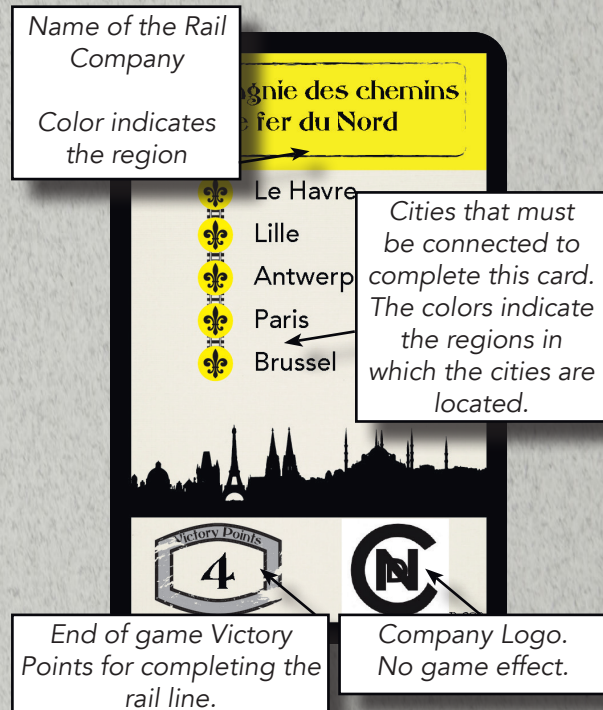 Name of the Rail
Company
Color indicates
the region
gnie des chemins
fer du Nord
Le Havre
Lille
Antwerp
Paris
Brussel
Cities that must
be connected to
complete this card.
The colors indicate
the regions in
which the cities are
located.
Victory Points
4
End of game Victory
Points for completing the
rail line.
Company Logo.
No game effect.